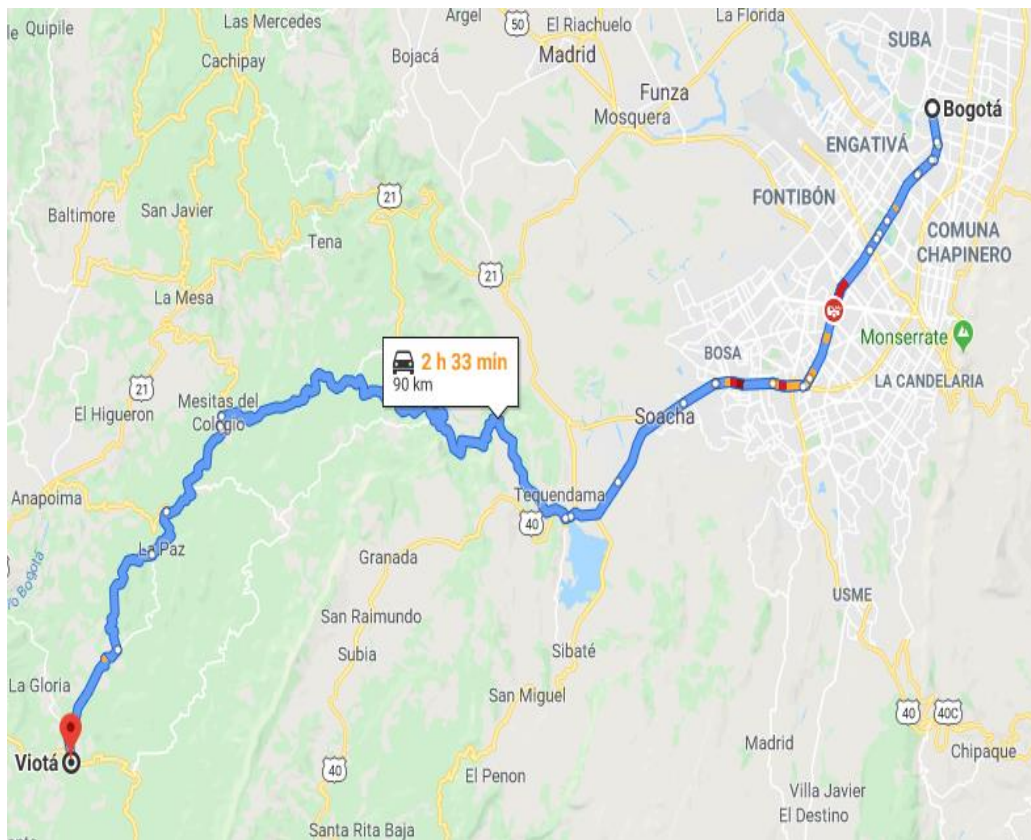 Las Mercedes
Argel
50
El Riachuelo
La Florida
Quipile
Cachipay
Bojacá
Madrid
SUBA
Funza
Mosquera
Bogotá
ENGATIVÁ
FONTIBÓN
21
Baltimore
San Javier
Tena
COMUNA
CHAPINERO
21
La Mesa
Monserrate
2 h 33 min
90 km
BOSA
LA CANDELARIA
21
El Higueron
Mesitas del
Colegio
Soacha
Anapoima
Tequendama
40
La Paz
Granada
Bogotá
USME
San Raimundo
Subia
Sibaté
La Gloria
San Miguel
40
40C
Viotá
Madrid
Chipaque
40
El Penon
Villa Javier
El Destino
Santa Rita Baja